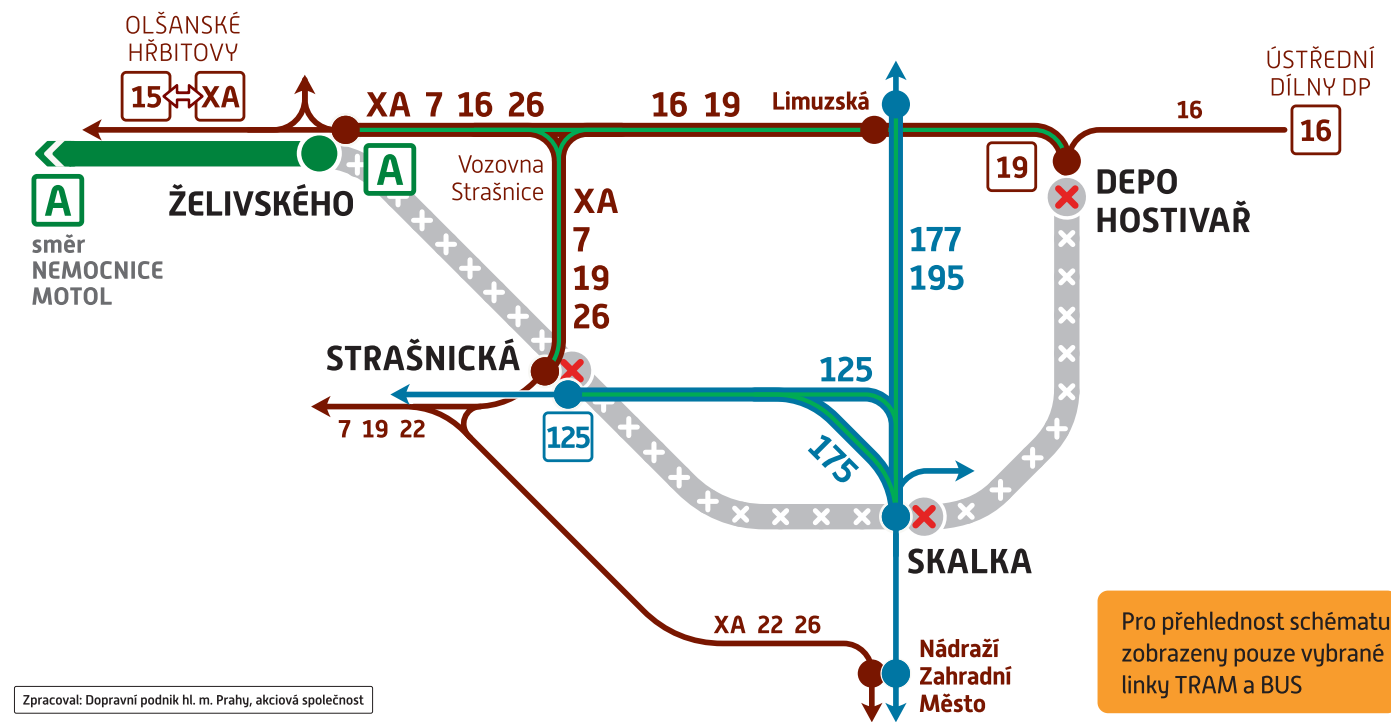 OLŠANSKÉ
HŘBITOVY
15 XA
XA 7 16 26
16 19
Limuzská
16
ÚSTŘEDNÍ
DÍLNY DP
16
A
A
směr
NEMOCNICE
MOTOL
ŽELIVSKÉHO
Vozovna
Strašnice
XA
7
19
26
177
195
19
DEPO
HOSTIVAŘ
STRAŠNICKÁ
125
125
175
7 19 22
SKALKA
XA 22 26
Nádraží
Zahradní
Město
Pro přehlednost schématu
zobrazeny pouze vybrané
linky TRAM a BUS
Zpracoval: Dopravní podnik hl. m. Prahy, akciová společnost